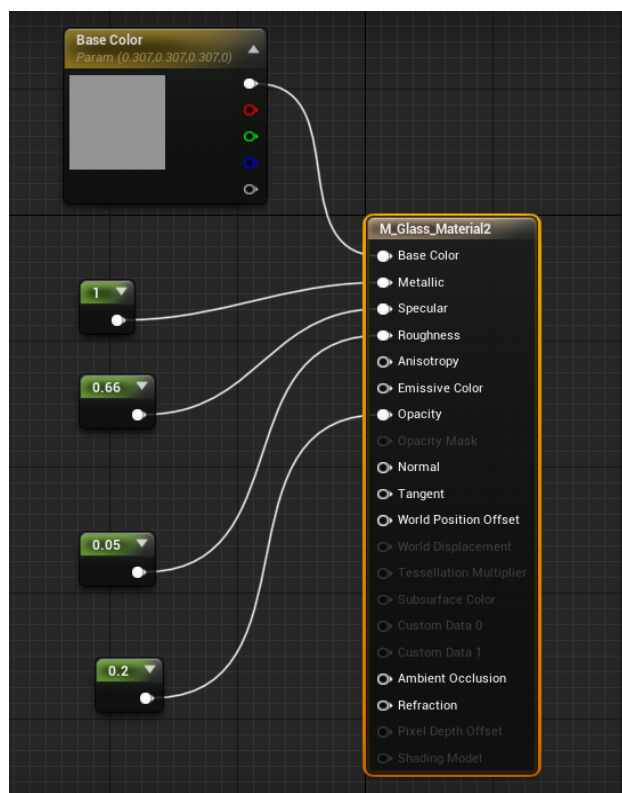 Base Color
Param (0.307,0.307,0.307,0)
M_Glass_Material2
Base Color
1
Metallic
Specular
Roughness
Anisotropy
0.66
Emissive Color
Opacity
Opacity Mask
Normal
Tangent
World Position Offset
0.05
World Displacement
Tessellation Multiplier
Subsurface Color
Custom Data 0
Custom Data 1
0.2
Ambient Occlusion
Refraction
Pixel Depth Offset
Shading Model